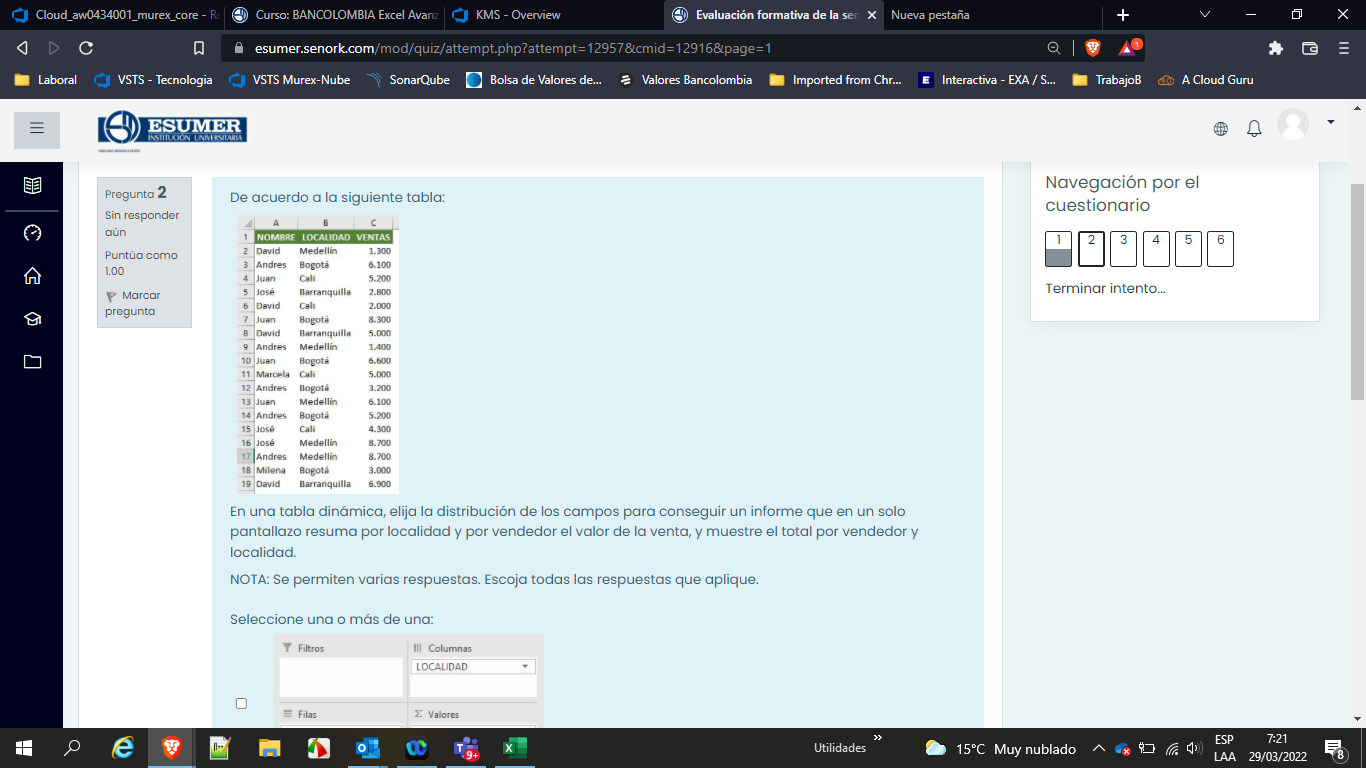 Cloud_aw0434001_murex_core - Re
Curso: BANCOLOMBIA Excel Avanz
KMS - Overview
Evaluación formativa de la sem
Nueva pestaña
esumer.senork.com/mod/quiz/attempt.php?attempt=12957&cmid=12916&page=1
1
Laboral
VSTS - Tecnologia
VSTS Murex-Nube
SonarQube
Bolsa de Valores de...
Valores Bancolombia
Imported from Chr...
Interactiva - EXA / S...
TrabajoB
A Cloud Guru
ESUMER
INSTITUCIÓN UNIVERSITARIA
Pregunta 2
Sin responder
aún
Puntúa como
1.00
Marcar
pregunta
De acuerdo a la siguiente tabla:
A B C
1 NOMBRE LOCALIDAD VENTAS
2 David Medellín 1.300
3 Andres Bogotá 6.100
4 Juan Cali 5.200
5 José Barranquilla 2.800
6 David Cali 2.000
7 Juan Bogotá 8.300
8 David Barranquilla 5.000
9 Andres Medellín 1.400
10 Juan Bogotá 6.600
11 Marcela Cali 5.000
12 Andres Bogotá 3.200
13 Juan Medellín 6.100
14 Andres Bogotá 5.200
15 José Cali 4.300
16 José Medellín 8.700
17 Andres Medellín 8.700
18 Milena Bogotá 3.000
19 David Barranquilla 6.900
En una tabla dinámica, elija la distribución de los campos para conseguir un informe que en un solo
pantallazo resuma por localidad y por vendedor el valor de la venta, y muestre el total por vendedor y
localidad.
NOTA: Se permiten varias respuestas. Escoja todas las respuestas que aplique.
Seleccione una o más de una:
Filtros
Columnas
LOCALIDAD
Filas
Valores
Navegación por el
cuestionario
1 2 3 4 5 6
Terminar intento...
9+
Utilidades
15°C Muy nublado
ESP
LAA
7:21
29/03/2022
8